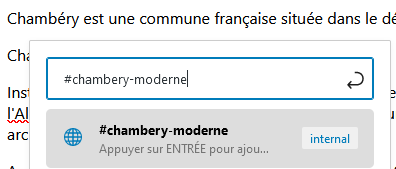 Chambéry est une commune française située dans le dé
Cha
#chambery-moderne
Inst
l'Al
arc
#chambery-moderne
Appuyer sur ENTRÉE pour ajou...
internal